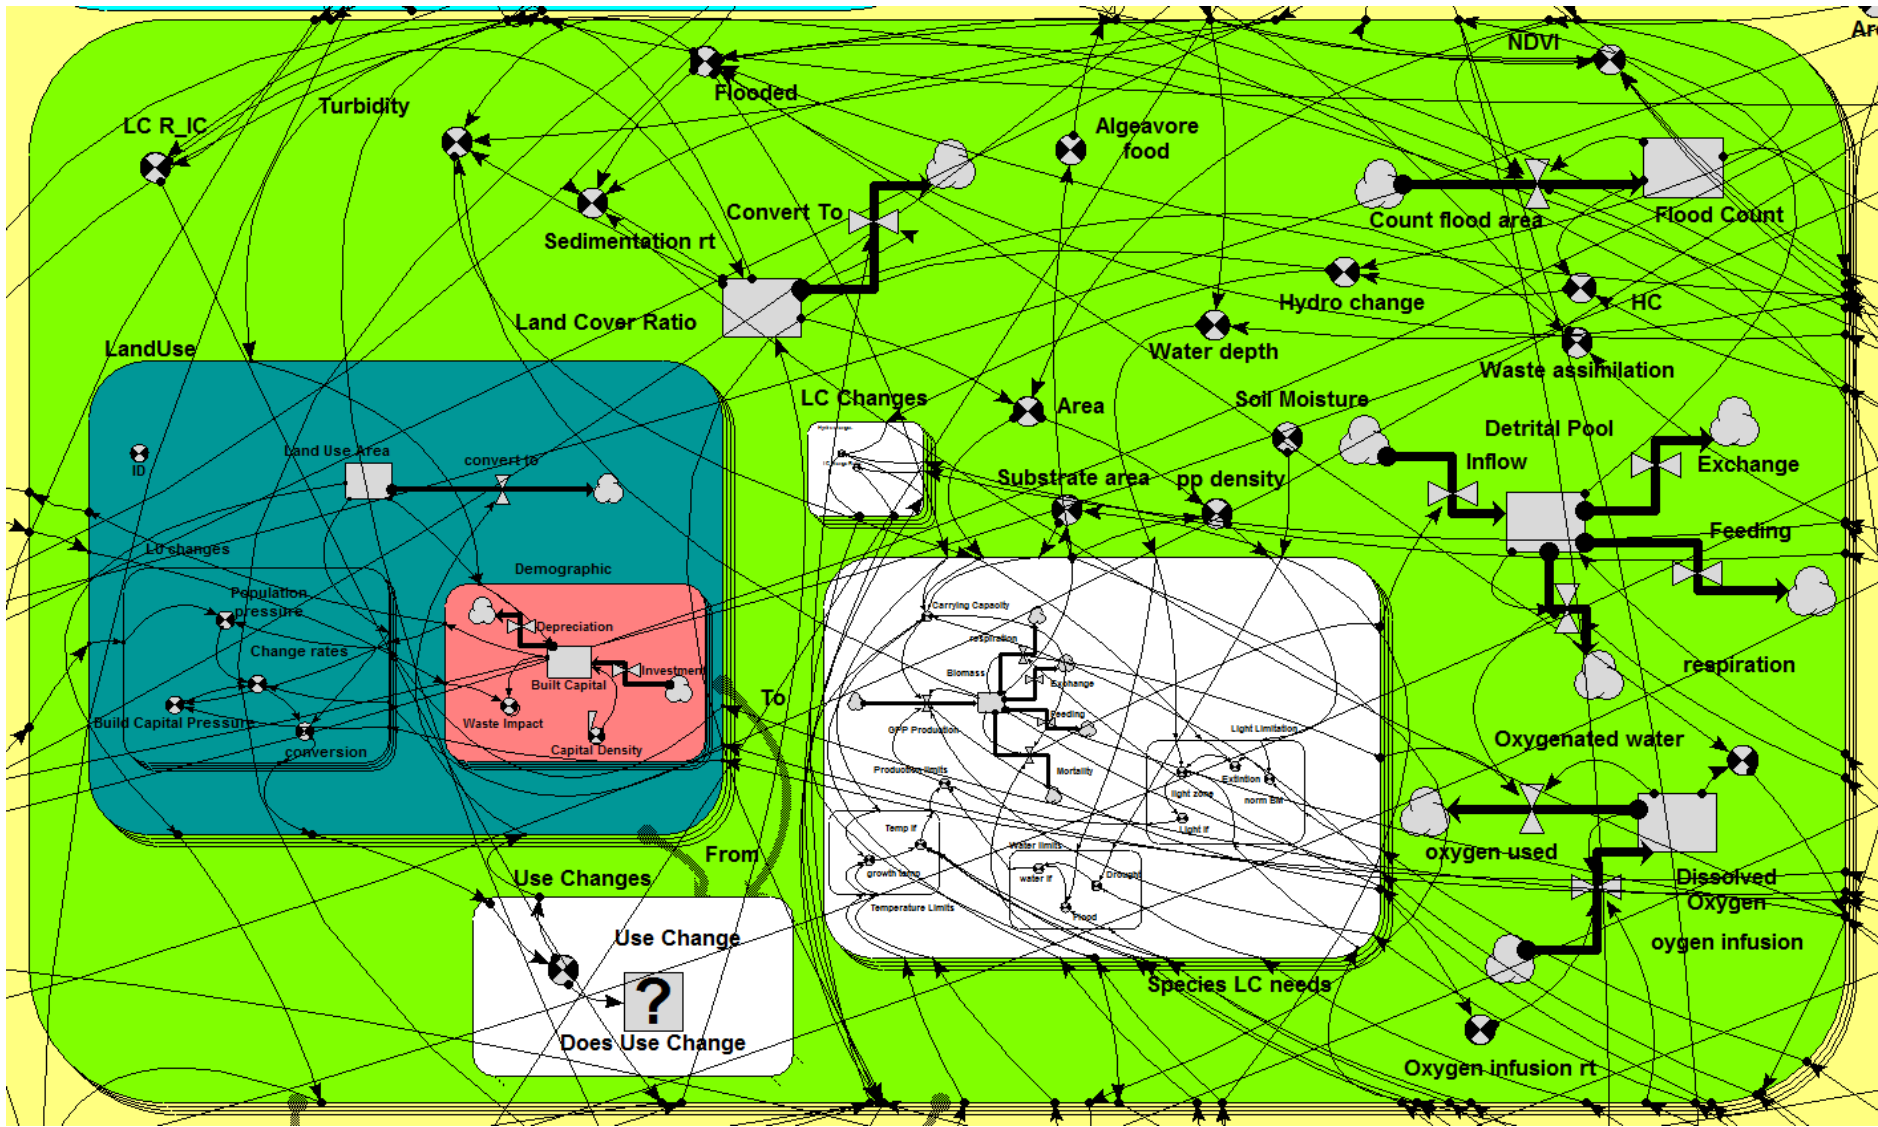 NDVI
Are
Flooded
Turbidity
LC R_IC
Algeavore
food
Convert To
Sedimentation rt
Count flood area
Flood Count
Hydro change
HC
Land Cover Ratio
Water depth
Waste assimilation
LandUse
LC Changes
Area
Soil Moisture
Detrital Pool
Inflow
Exchange
ID
Land Use Area
convert to
Substrate area
pp density
Feeding
LU changes
Demographic
Population
pressure
Depreciation
Change rates
Investment
Built Capital
Build Capital Pressure
Waste Impact
conversion
Capital Density
To
From
Carrying Capacity
respiration
Biomass
Exchange
Feeding
GPP Production
Light Limitation
Mortality
Production limits
Extintion
light zone
norm BM
Temp lf
Light lf
Water limits
growth temp
water lf
Drought
Temperature Limits
Flood
respiration
Oxygenated water
oxygen used
Dissolved
Oxygen
oygen infusion
Use Changes
Use Change
?
Does Use Change
Species LC needs
Oxygen infusion rt